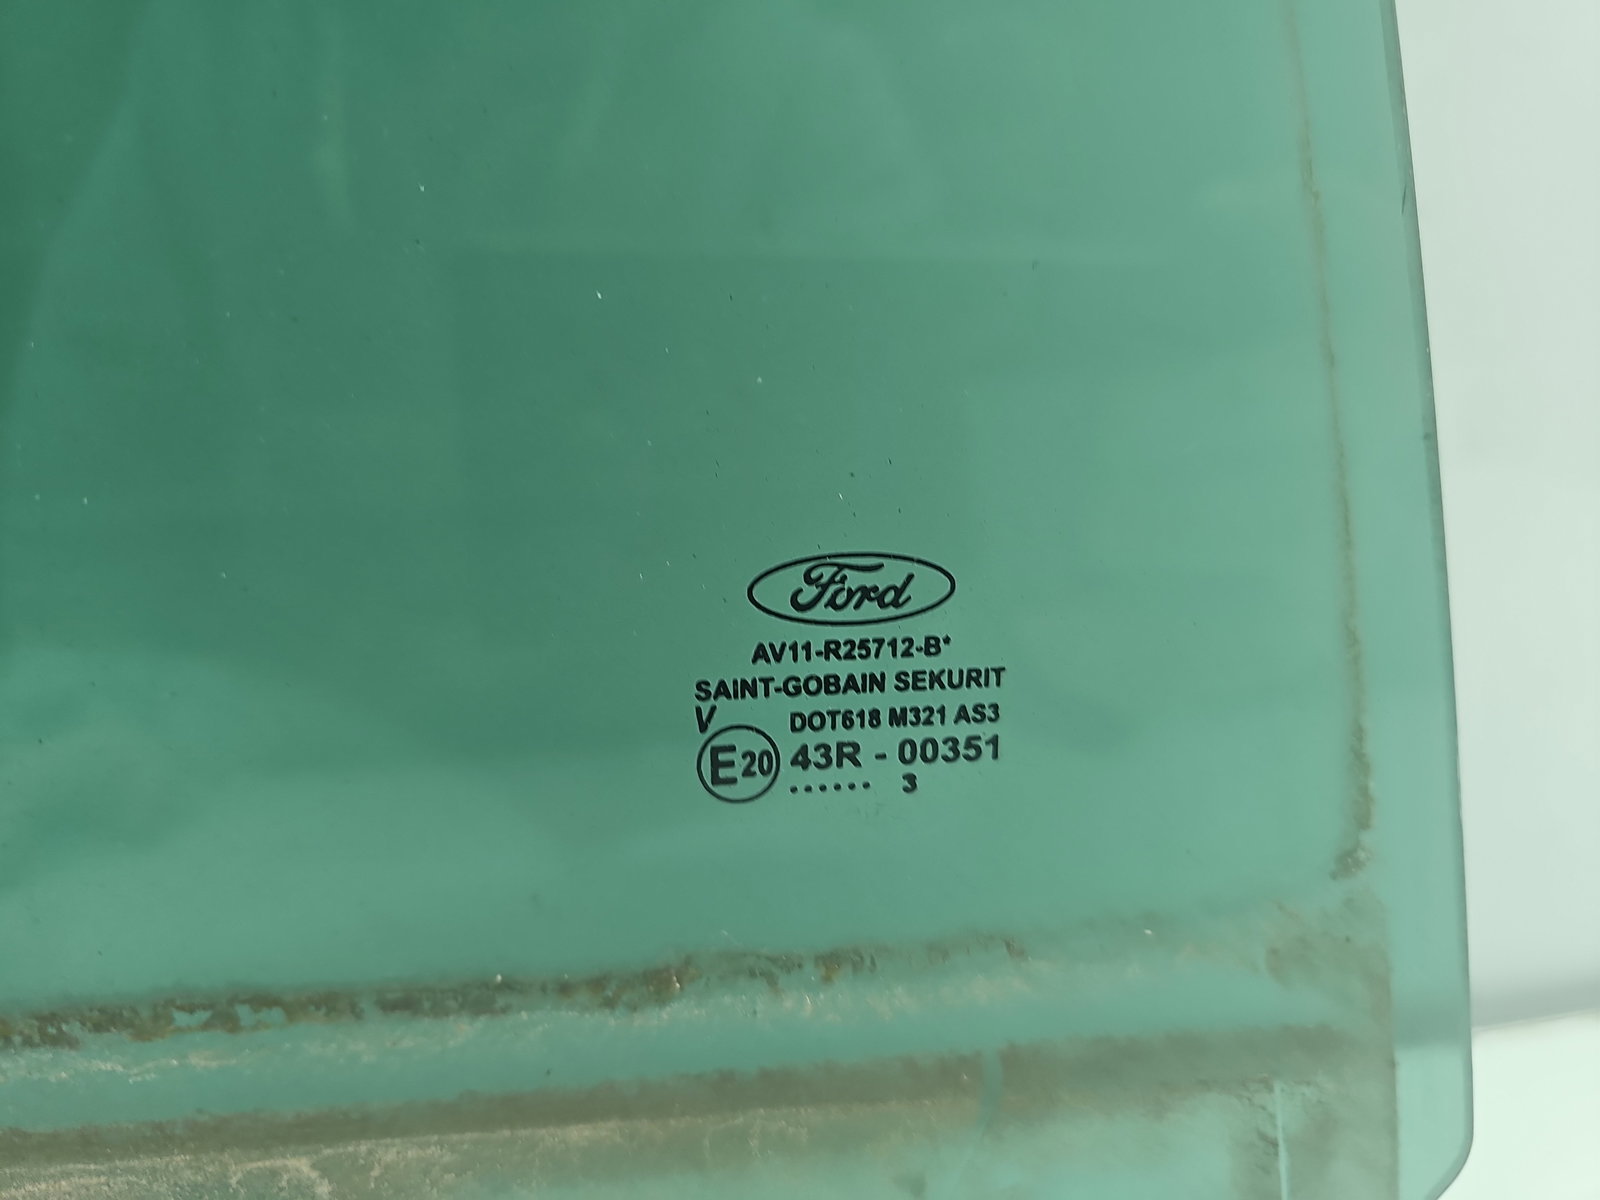 Ford
AV11-R25712-B*
SAINT-GOBAIN SEKURIT
V DOT618 M321 AS3
E20 43R - 00351
...... 3